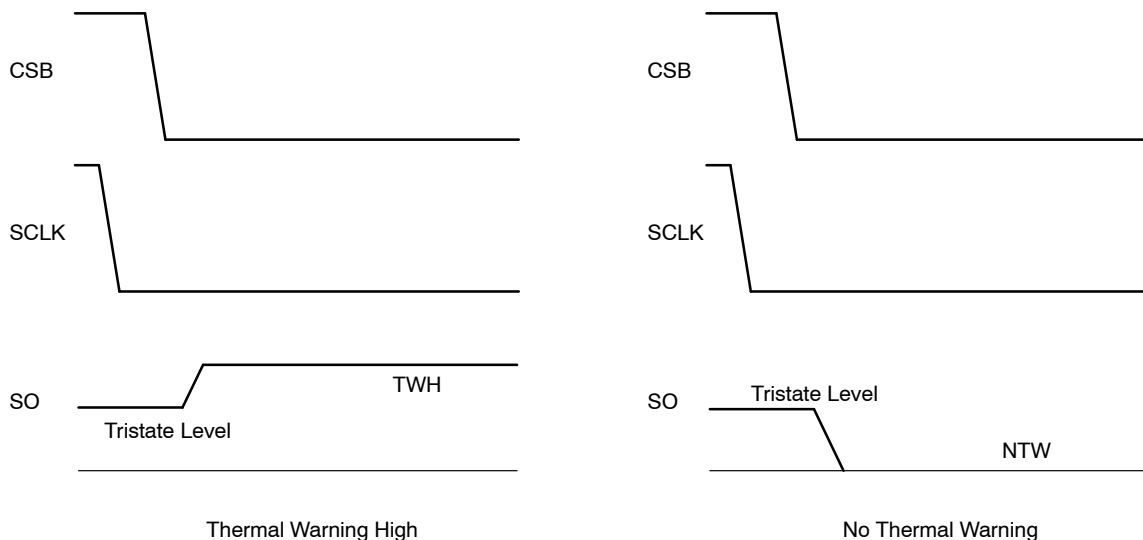 CSB
SCLK
SO
TWH
Tristate Level
Thermal Warning High
CSB
SCLK
SO
Tristate Level
NTW
No Thermal Warning